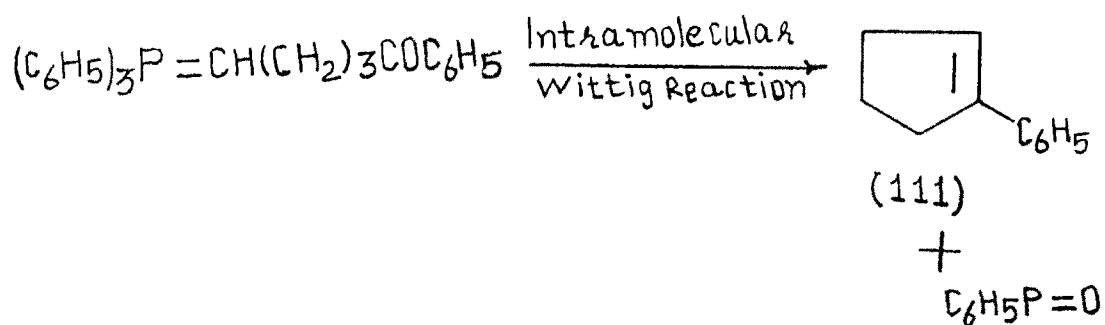 (C6H5)3P=CH(CH2)3COC6H5
Intramolecular
Wittig Reaction
C6H5
(111)
+
C6H5P=O